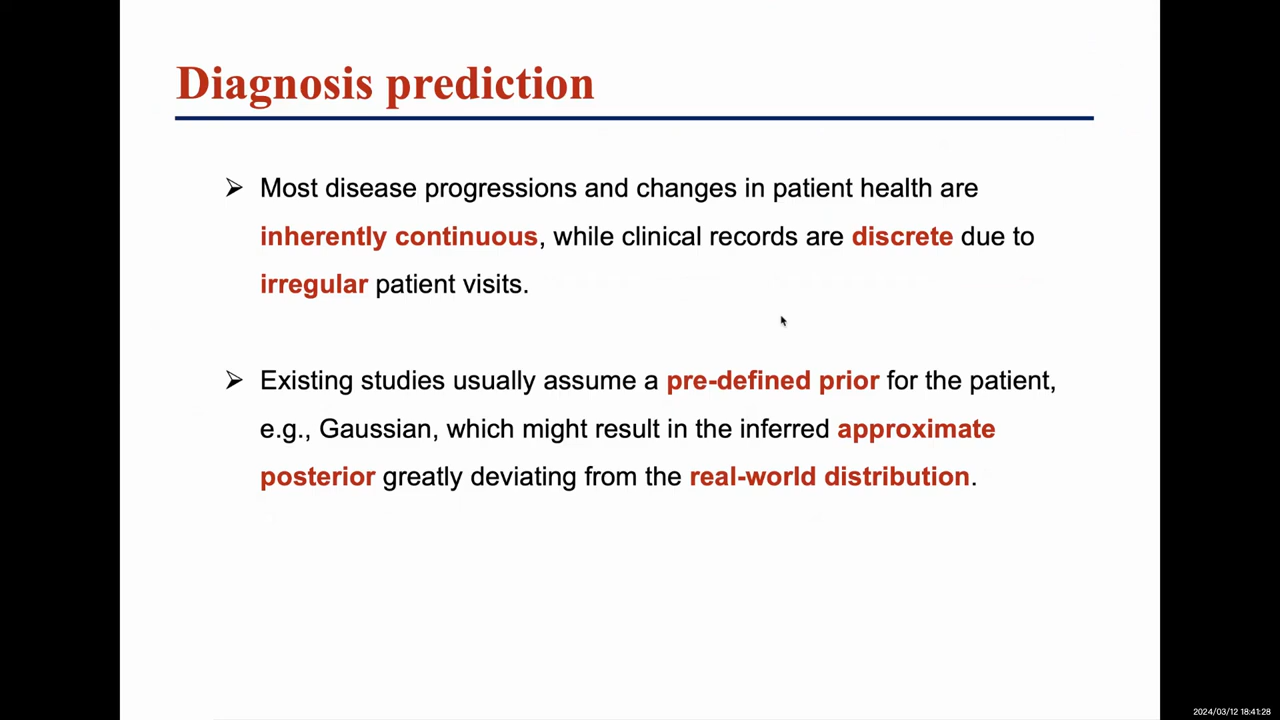 Diagnosis prediction
➢ Most disease progressions and changes in patient health are
inherently continuous, while clinical records are discrete due to
irregular patient visits.
➢ Existing studies usually assume a pre-defined prior for the patient,
e.g., Gaussian, which might result in the inferred approximate
posterior greatly deviating from the real-world distribution.
2024/03/12 18:41:28